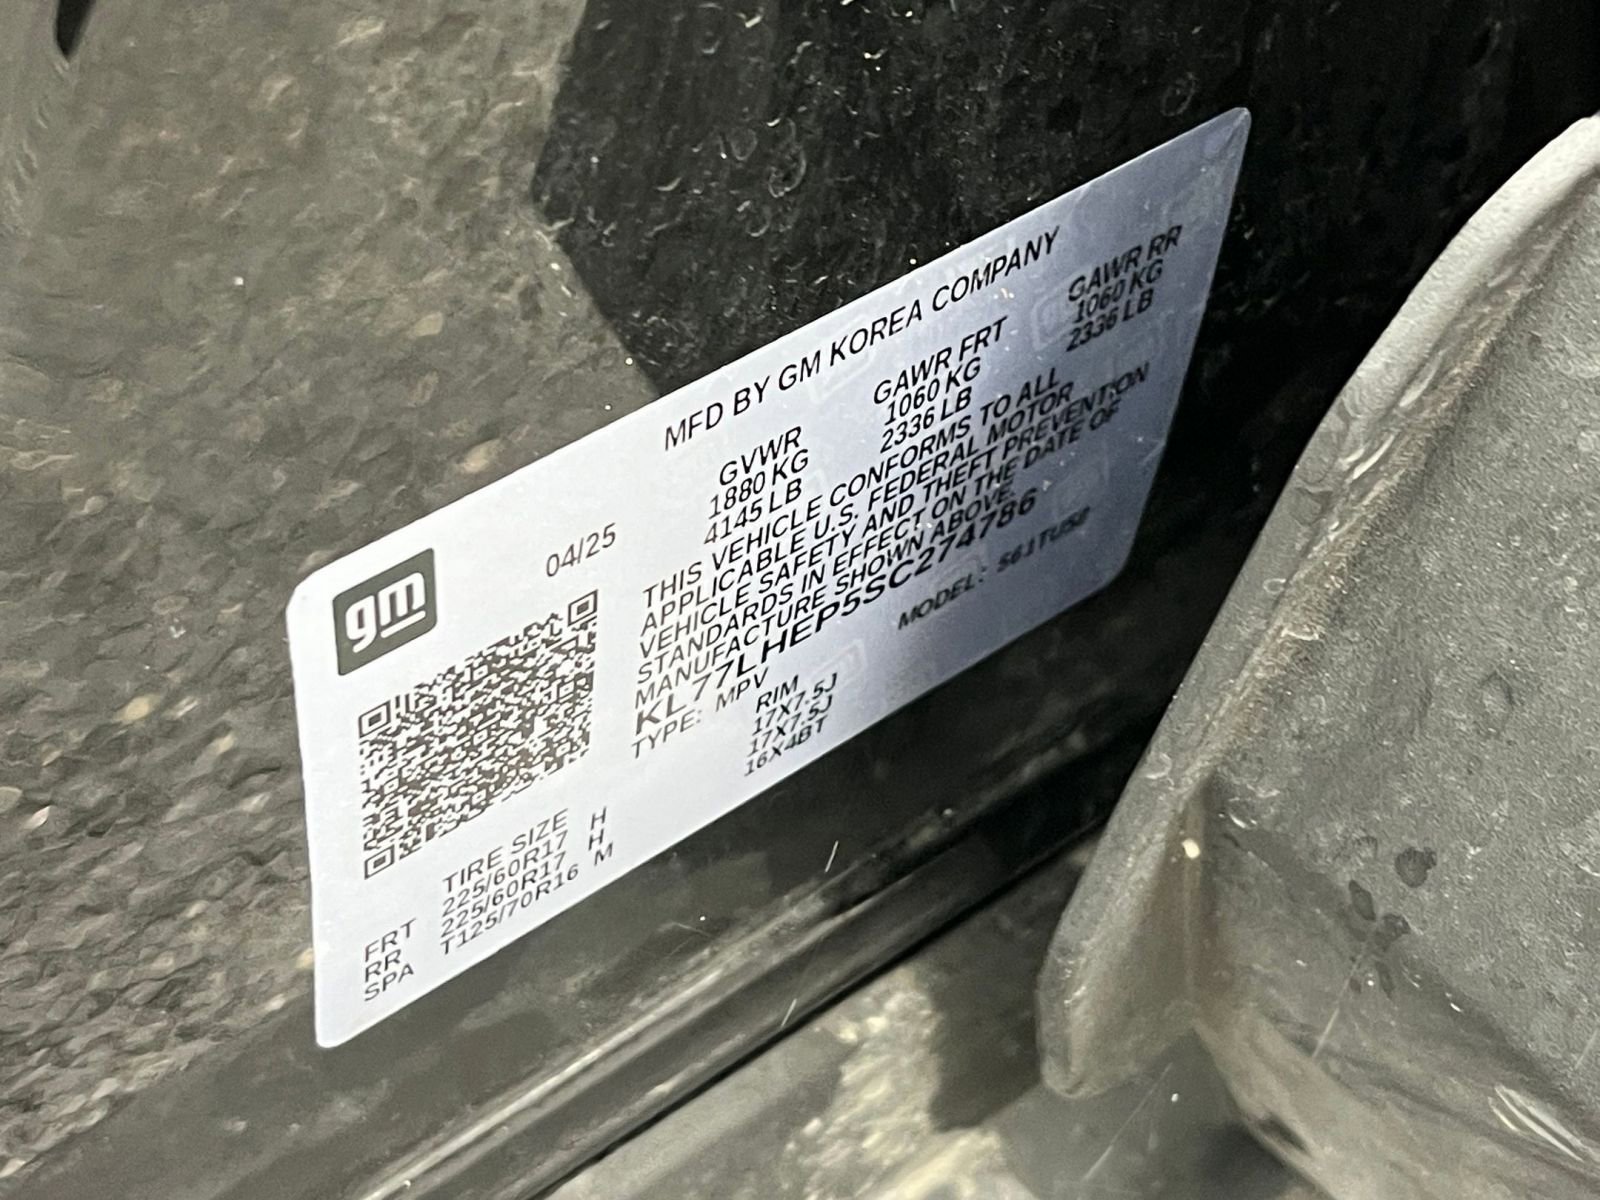 MFD BY GM KOREA COMPANY
gm
04/25
GVWR GAWR FRT GAWR RR
1880 KG 1060 KG 1060 KG
4145 LB 2336 LB 2336 LB
THIS VEHICLE CONFORMS TO ALL
APPLICABLE U.S. FEDERAL MOTOR
VEHICLE SAFETY AND THEFT PREVENTION
STANDARDS IN EFFECT ON THE DATE OF
MANUFACTURE SHOWN ABOVE.
KL77LHEP5SC274786
TYPE: MPV MODEL: 561TU58
TIRE SIZE RIM
FRT 225/60R17 H 17X7.5J
RR 225/60R17 H 17X7.5J
SPA T125/70R16 M 16X4BT